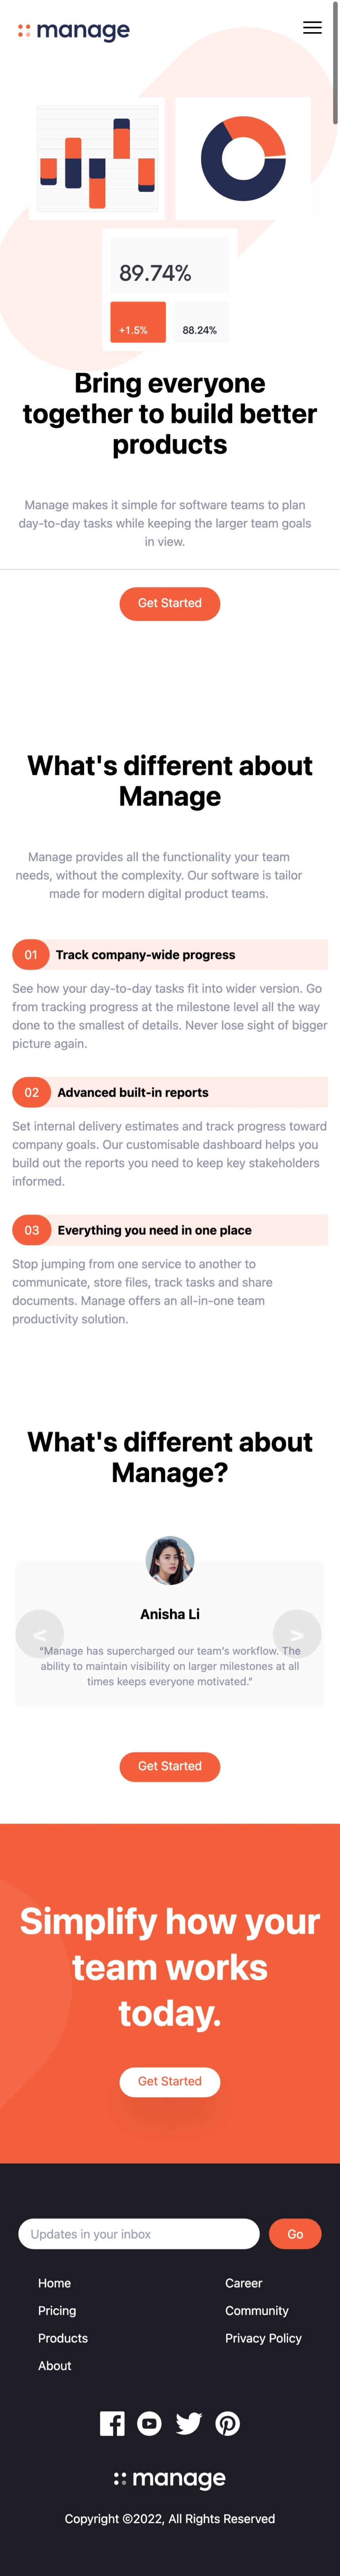 manage
89.74%
+1.5%
88.24%
Bring everyone
together to build better
products
Manage makes it simple for software teams to plan
day-to-day tasks while keeping the larger team goals
in view.
Get Started
What's different about
Manage
Manage provides all the functionality your team
needs, without the complexity. Our software is tailor
made for modern digital product teams.
01 Track company-wide progress
See how your day-to-day tasks fit into wider version. Go
from tracking progress at the milestone level all the way
done to the smallest of details. Never lose sight of bigger
picture again.
02 Advanced built-in reports
Set internal delivery estimates and track progress toward
company goals. Our customisable dashboard helps you
build out the reports you need to keep key stakeholders
informed.
03 Everything you need in one place
Stop jumping from one service to another to
communicate, store files, track tasks and share
documents. Manage offers an all-in-one team
productivity solution.
What's different about
Manage?
Anisha Li
< >
“Manage has supercharged our team’s workflow. The
ability to maintain visibility on larger milestones at all
times keeps everyone motivated.”
Get Started
Simplify how your
team works
today.
Get Started
Updates in your inbox
Go
Home
Career
Pricing
Community
Products
Privacy Policy
About
manage
Copyright ©2022, All Rights Reserved